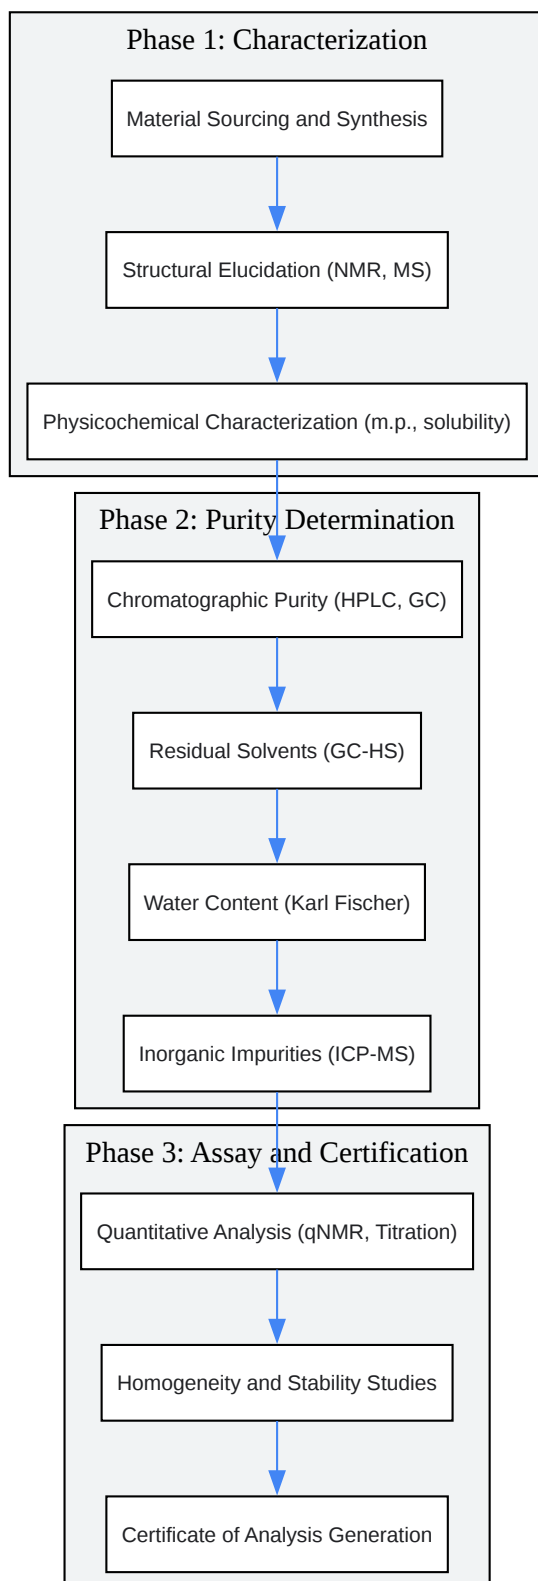 Phase 1: Characterization
Material Sourcing and Synthesis
Structural Elucidation (NMR, MS)
Physicochemical Characterization (m.p., solubility)
Phase 2: Purity Determination
Chromatographic Purity (HPLC, GC)
Residual Solvents (GC-HS)
Water Content (Karl Fischer)
Inorganic Impurities (ICP-MS)
Phase 3: Assay and Certification
Quantitative Analysis (qNMR, Titration)
Homogeneity and Stability Studies
Certificate of Analysis Generation